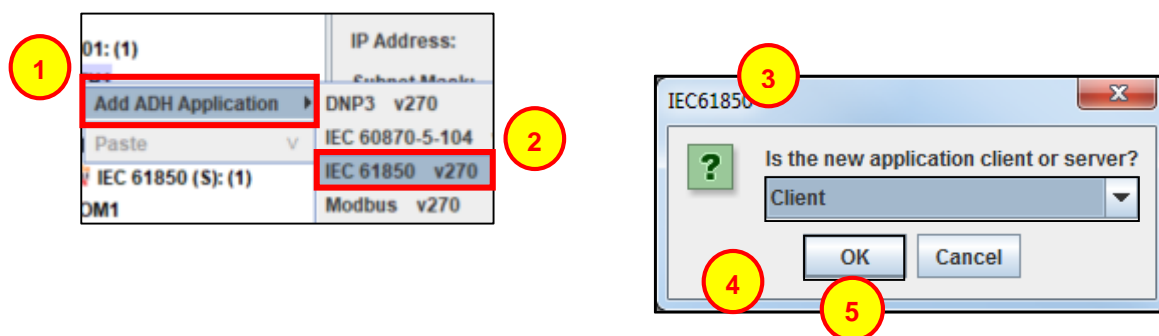 01: (1)
IP Address:
1
Subnet Mask:
Add ADH Application
DNP3 v270
Paste V
IEC 60870-5-104
2
IEC 61850 v270
IEC 61850 (S): (1)
OM1
Modbus v270
3
IEC61850
X
?
Is the new application client or server?
Client
OK Cancel
4
5